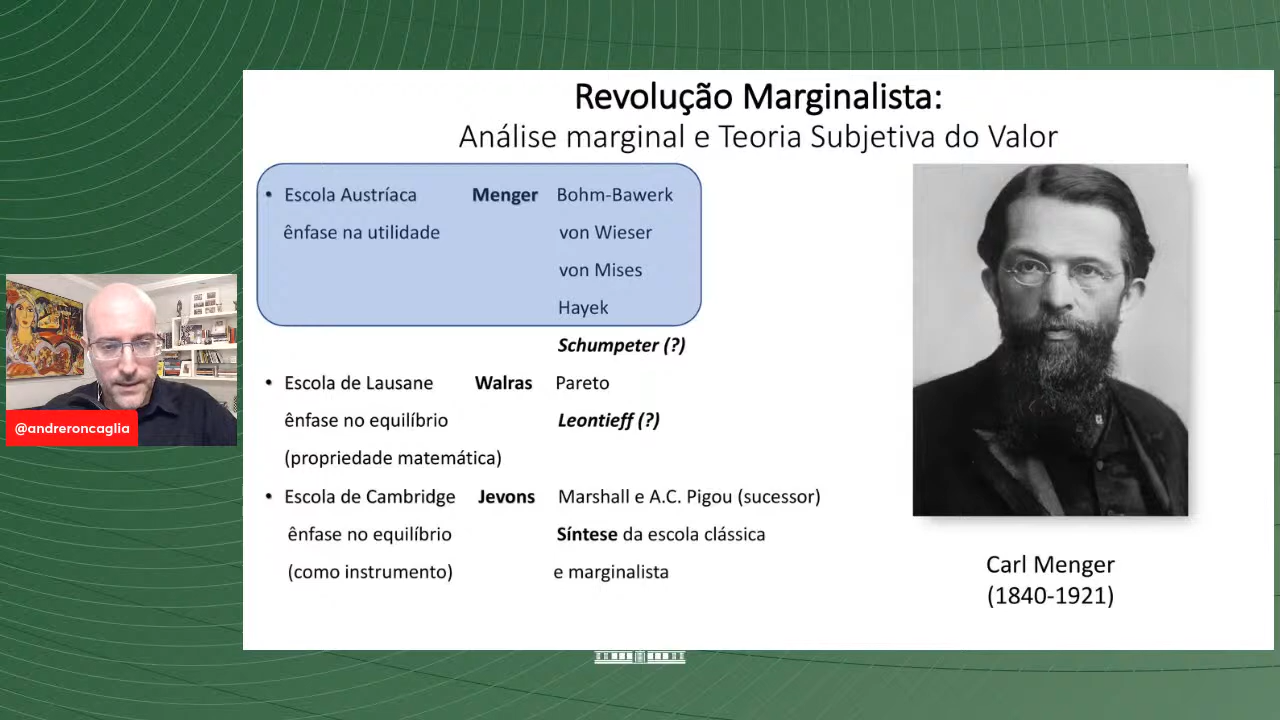 Revolução Marginalista:
Análise marginal e Teoria Subjetiva do Valor
• Escola Austríaca Menger Bohm-Bawerk
ênfase na utilidade von Wieser
von Mises
Hayek
Schumpeter (?)
• Escola de Lausane Walras Pareto
ênfase no equilíbrio Leontieff (?)
(propriedade matemática)
• Escola de Cambridge Jevons Marshall e A.C. Pigou (sucessor)
ênfase no equilíbrio Síntese da escola clássica
(como instrumento) e marginalista
Carl Menger
(1840-1921)
@andreroncaglia